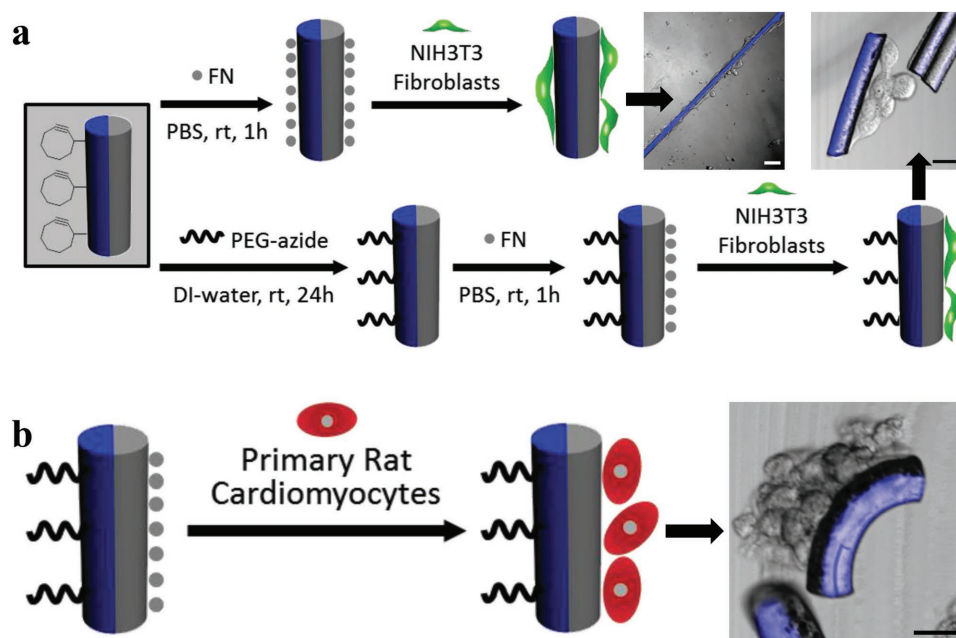 a
FN
PBS, rt, 1h
NIH3T3
Fibroblasts
PEG-azide
DI-water, rt, 24h
FN
PBS, rt, 1h
NIH3T3
Fibroblasts
b
Primary Rat
Cardiomyocytes